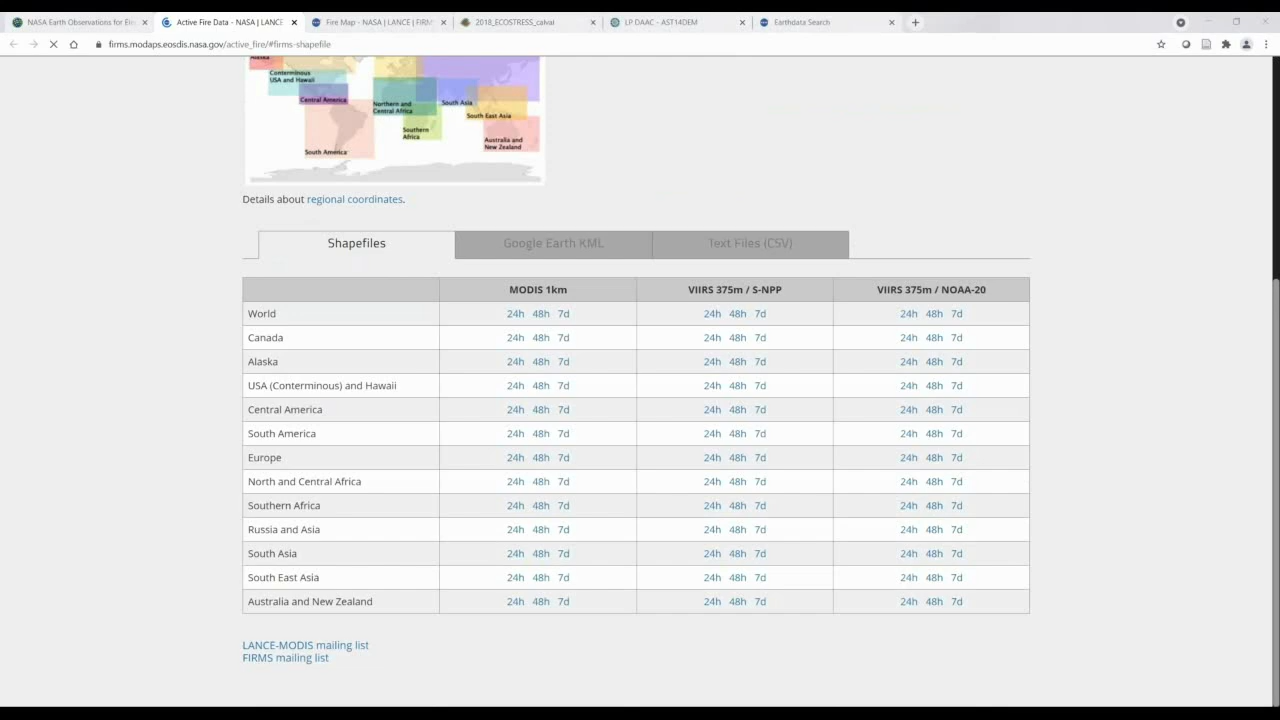 NASA Earth Observations for Bio
Active Fire Data - NASA | LANCE
Fire Map - NASA | LANCE | FIRM
2018_ECOSTRESS_calval
LP DAAC - AST14DEM
Earthdata Search
firms.modaps.eosdis.nasa.gov/active_fire/#firms-shapefile
Alaska
Conterminous
USA and Hawaii
Central America
Northern and
Central Africa
South Asia
South East Asia
Southern
Africa
Australia and
New Zealand
South America
Details about regional coordinates.
Shapefiles Google Earth KML Text Files (CSV)
MODIS 1km VIIRS 375m / S-NPP VIIRS 375m / NOAA-20
World 24h 48h 7d 24h 48h 7d 24h 48h 7d
Canada 24h 48h 7d 24h 48h 7d 24h 48h 7d
Alaska 24h 48h 7d 24h 48h 7d 24h 48h 7d
USA (Conterminous) and Hawaii 24h 48h 7d 24h 48h 7d 24h 48h 7d
Central America 24h 48h 7d 24h 48h 7d 24h 48h 7d
South America 24h 48h 7d 24h 48h 7d 24h 48h 7d
Europe 24h 48h 7d 24h 48h 7d 24h 48h 7d
North and Central Africa 24h 48h 7d 24h 48h 7d 24h 48h 7d
Southern Africa 24h 48h 7d 24h 48h 7d 24h 48h 7d
Russia and Asia 24h 48h 7d 24h 48h 7d 24h 48h 7d
South Asia 24h 48h 7d 24h 48h 7d 24h 48h 7d
South East Asia 24h 48h 7d 24h 48h 7d 24h 48h 7d
Australia and New Zealand 24h 48h 7d 24h 48h 7d 24h 48h 7d
LANCE-MODIS mailing list
FIRMS mailing list